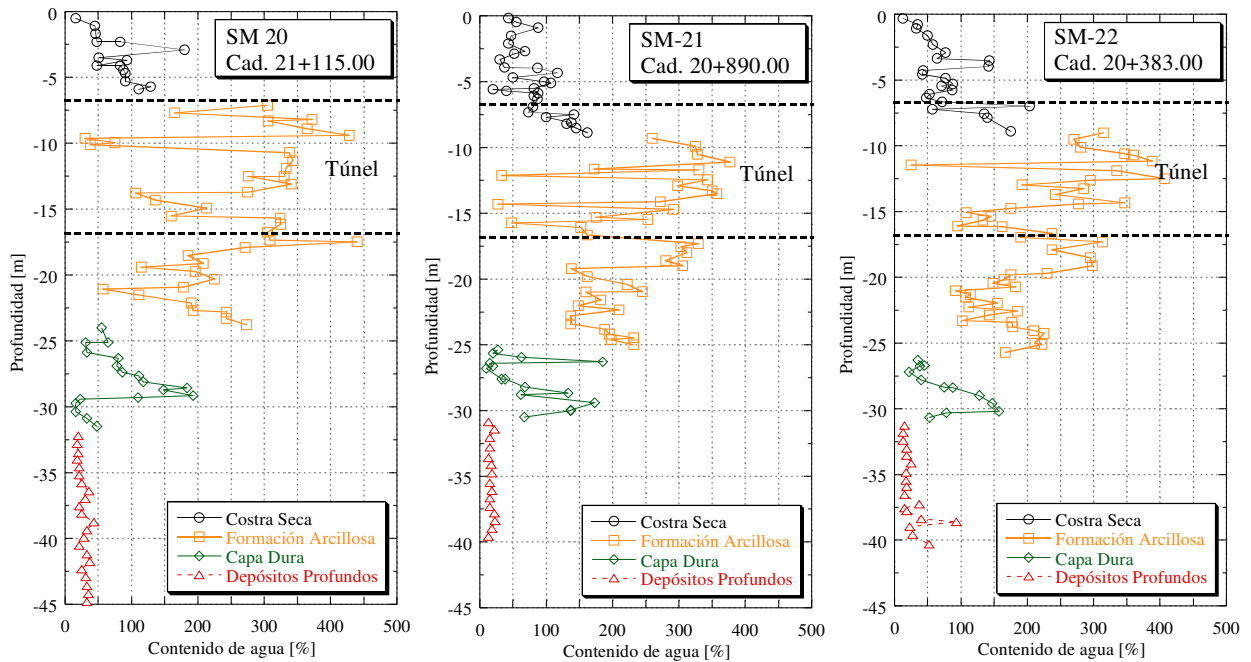 SM 20
Cad. 21+115.00
Túnel
Profundidad [m]
0
-5
-10
-15
-20
-25
-30
-35
-40
-45
Costra Seca
Formación Arcillosa
Capa Dura
Depósitos Profundos
0 100 200 300 400 500
Contenido de agua [%]
SM-21
Cad. 20+890.00
Túnel
Profundidad [m]
0
-5
-10
-15
-20
-25
-30
-35
-40
-45
Costra Seca
Formación Arcillosa
Capa Dura
Depósitos Profundos
0 100 200 300 400 500
Contenido de agua [%]
SM-22
Cad. 20+383.00
Túnel
Profundidad [m]
0
-5
-10
-15
-20
-25
-30
-35
-40
-45
Costra Seca
Formación Arcillosa
Capa Dura
Depósitos Profundos
0 100 200 300 400 500
Contenido de agua [%]